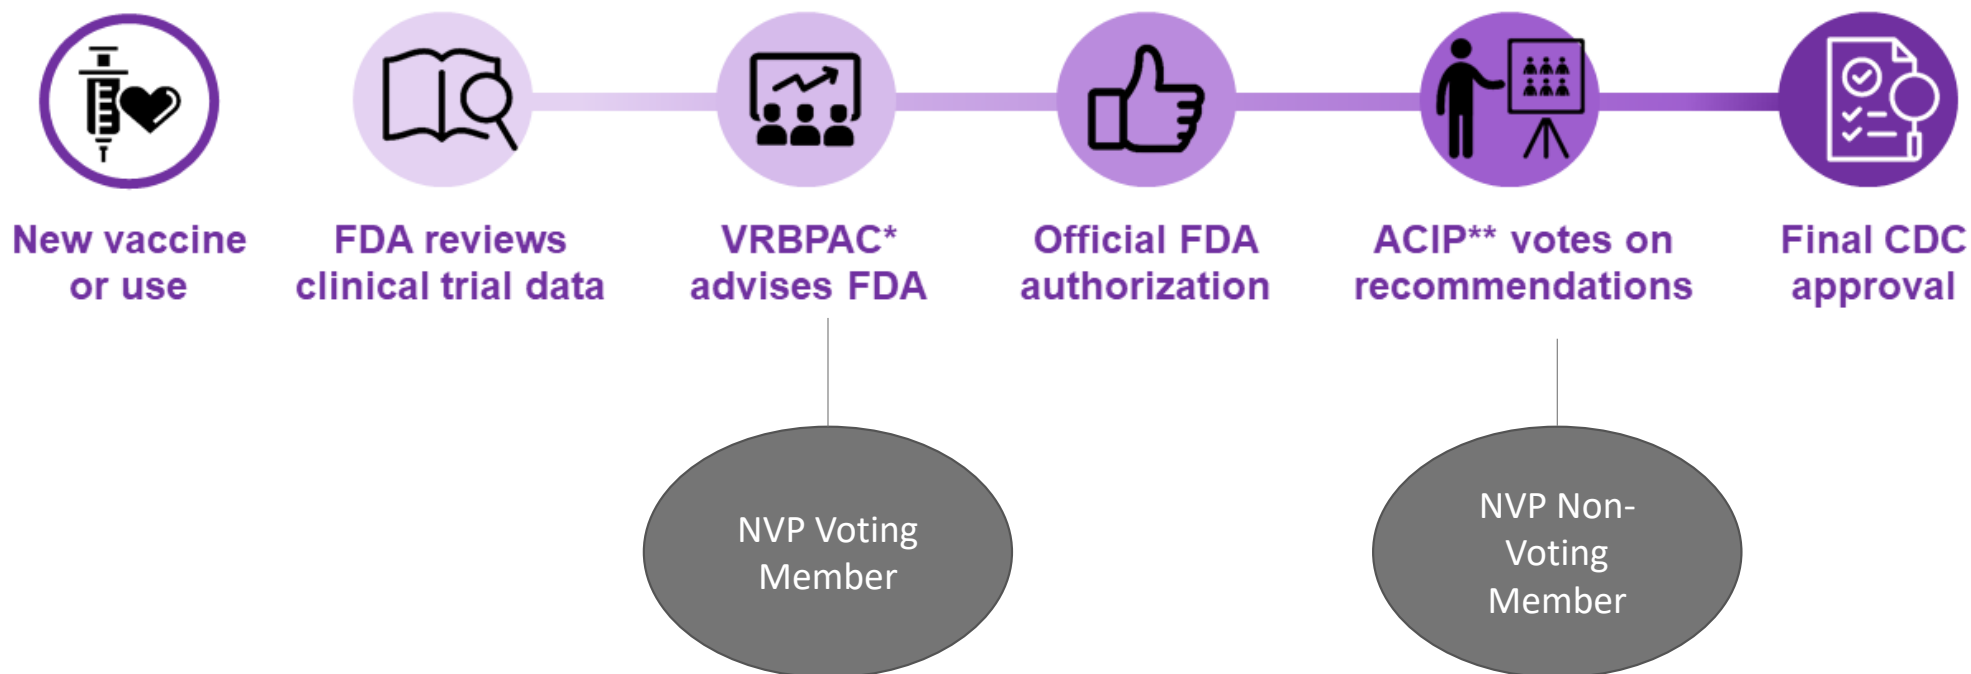 New vaccine
or use
FDA reviews
clinical trial data
VRBPAC*
advises FDA
Official FDA
authorization
ACIP** votes on
recommendations
Final CDC
approval
NVP Voting
Member
NVP Non-
Voting
Member